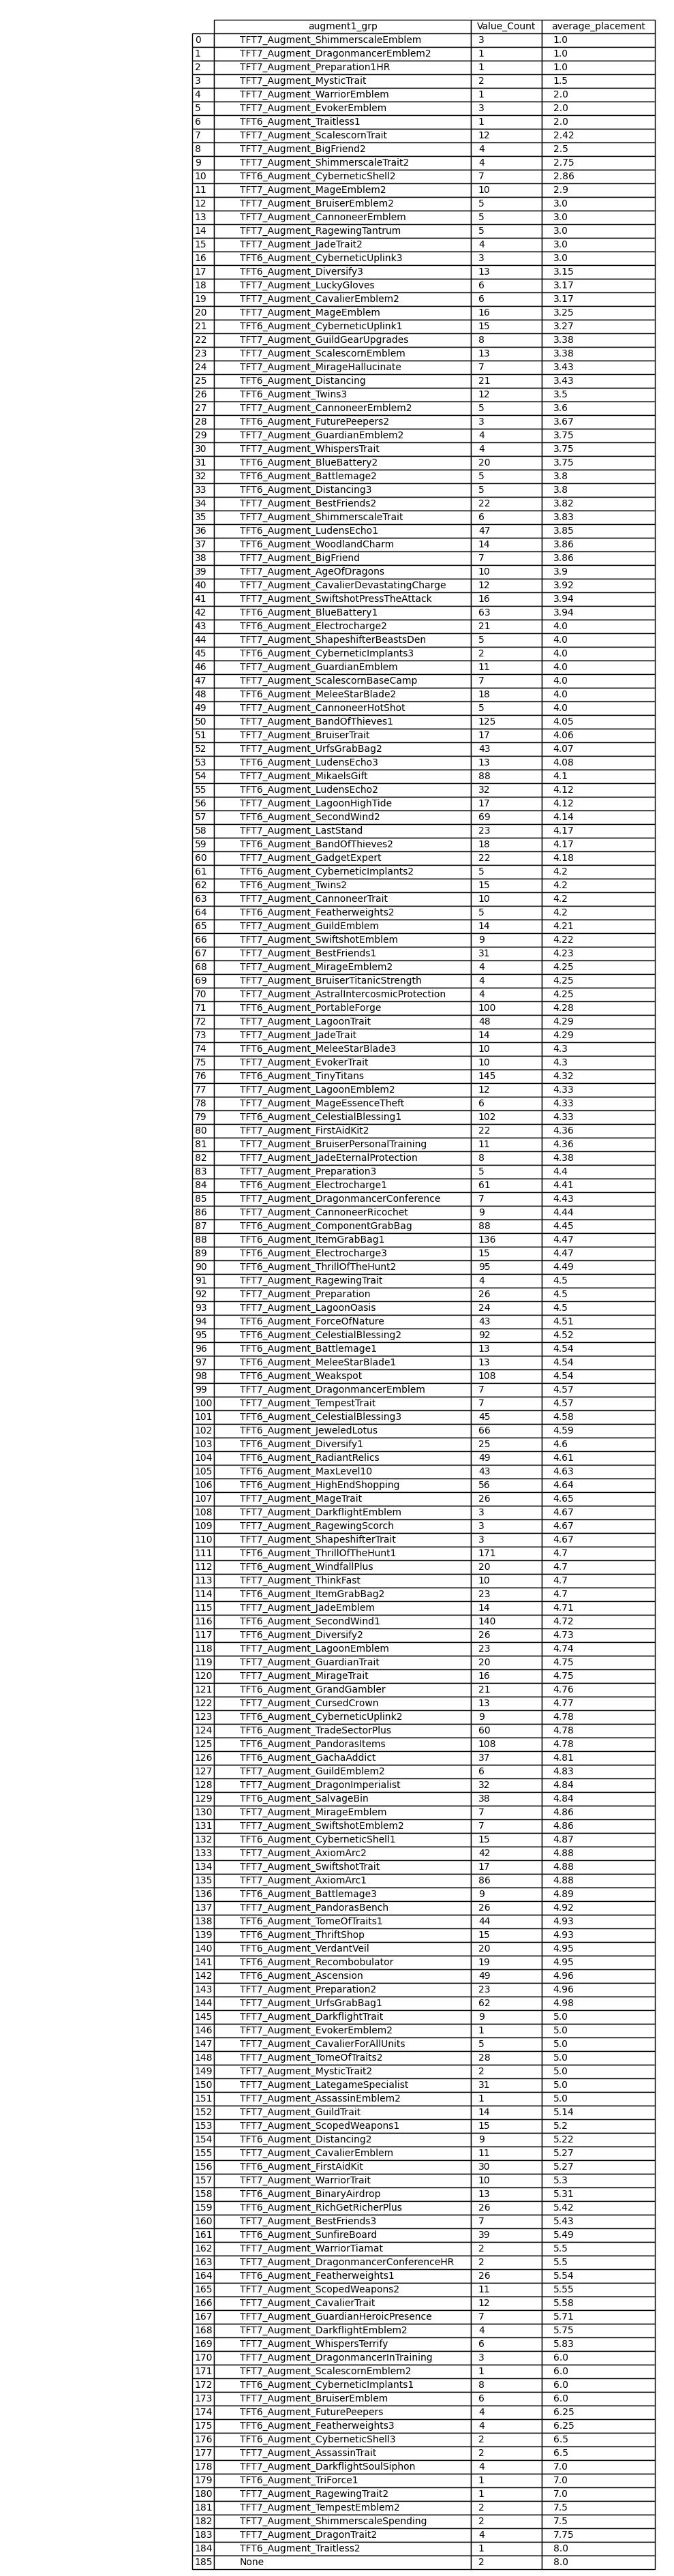 augment1_grp Value_Count average_placement
0 TFT7_Augment_ShimmerscaleEmblem 3 1.0
1 TFT7_Augment_DragonmancerEmblem2 1 1.0
2 TFT7_Augment_Preparation1HR 1 1.0
3 TFT7_Augment_MysticTrait 2 1.5
4 TFT7_Augment_WarriorEmblem 1 2.0
5 TFT7_Augment_EvokerEmblem 3 2.0
6 TFT6_Augment_Traitless1 1 2.0
7 TFT7_Augment_ScalescornTrait 12 2.42
8 TFT7_Augment_BigFriend2 4 2.5
9 TFT7_Augment_ShimmerscaleTrait2 4 2.75
10 TFT6_Augment_CyberneticShell2 7 2.86
11 TFT7_Augment_MageEmblem2 10 2.9
12 TFT7_Augment_BruiserEmblem2 5 3.0
13 TFT7_Augment_CannoneerEmblem 5 3.0
14 TFT7_Augment_RagewingTantrum 5 3.0
15 TFT7_Augment_JadeTrait2 4 3.0
16 TFT6_Augment_CyberneticUplink3 3 3.0
17 TFT6_Augment_Diversify3 13 3.15
18 TFT7_Augment_LuckyGloves 6 3.17
19 TFT7_Augment_CavalierEmblem2 6 3.17
20 TFT7_Augment_MageEmblem 16 3.25
21 TFT6_Augment_CyberneticUplink1 15 3.27
22 TFT7_Augment_GuildGearUpgrades 8 3.38
23 TFT7_Augment_ScalescornEmblem 13 3.38
24 TFT7_Augment_MirageHallucinate 7 3.43
25 TFT6_Augment_Distancing 21 3.43
26 TFT6_Augment_Twins3 12 3.5
27 TFT7_Augment_CannoneerEmblem2 5 3.6
28 TFT6_Augment_FuturePeepers2 3 3.67
29 TFT7_Augment_GuardianEmblem2 4 3.75
30 TFT7_Augment_WhispersTrait 4 3.75
31 TFT6_Augment_BlueBattery2 20 3.75
32 TFT6_Augment_Battlemage2 5 3.8
33 TFT6_Augment_Distancing3 5 3.8
34 TFT7_Augment_BestFriends2 22 3.82
35 TFT7_Augment_ShimmerscaleTrait 6 3.83
36 TFT6_Augment_LudensEcho1 47 3.85
37 TFT6_Augment_WoodlandCharm 14 3.86
38 TFT7_Augment_BigFriend 7 3.86
39 TFT7_Augment_AgeOfDragons 10 3.9
40 TFT7_Augment_CavalierDevastatingCharge 12 3.92
41 TFT7_Augment_SwiftshotPressTheAttack 16 3.94
42 TFT6_Augment_BlueBattery1 63 3.94
43 TFT6_Augment_Electrocharge2 21 4.0
44 TFT7_Augment_ShapeshifterBeastsDen 5 4.0
45 TFT6_Augment_CyberneticImplants3 2 4.0
46 TFT7_Augment_GuardianEmblem 11 4.0
47 TFT7_Augment_ScalescornBaseCamp 7 4.0
48 TFT6_Augment_MeleeStarBlade2 18 4.0
49 TFT7_Augment_CannoneerHotShot 5 4.0
50 TFT7_Augment_BandOfThieves1 125 4.05
51 TFT7_Augment_BruiserTrait 17 4.06
52 TFT7_Augment_UrfsGrabBag2 43 4.07
53 TFT6_Augment_LudensEcho3 13 4.08
54 TFT7_Augment_MikaelsGift 88 4.1
55 TFT6_Augment_LudensEcho2 32 4.12
56 TFT7_Augment_LagoonHighTide 17 4.12
57 TFT6_Augment_SecondWind2 69 4.14
58 TFT7_Augment_LastStand 23 4.17
59 TFT6_Augment_BandOfThieves2 18 4.17
60 TFT7_Augment_GadgetExpert 22 4.18
61 TFT6_Augment_CyberneticImplants2 5 4.2
62 TFT6_Augment_Twins2 15 4.2
63 TFT7_Augment_CannoneerTrait 10 4.2
64 TFT6_Augment_Featherweights2 5 4.2
65 TFT7_Augment_GuildEmblem 14 4.21
66 TFT7_Augment_SwiftshotEmblem 9 4.22
67 TFT7_Augment_BestFriends1 31 4.23
68 TFT7_Augment_MirageEmblem2 4 4.25
69 TFT7_Augment_BruiserTitanicStrength 4 4.25
70 TFT7_Augment_AstralIntercosmicProtection 4 4.25
71 TFT6_Augment_PortableForge 100 4.28
72 TFT7_Augment_LagoonTrait 48 4.29
73 TFT7_Augment_JadeTrait 14 4.29
74 TFT6_Augment_MeleeStarBlade3 10 4.3
75 TFT7_Augment_EvokerTrait 10 4.3
76 TFT6_Augment_TinyTitans 145 4.32
77 TFT7_Augment_LagoonEmblem2 12 4.33
78 TFT7_Augment_MageEssenceTheft 6 4.33
79 TFT6_Augment_CelestialBlessing1 102 4.33
80 TFT7_Augment_FirstAidKit2 22 4.36
81 TFT7_Augment_BruiserPersonalTraining 11 4.36
82 TFT7_Augment_JadeEternalProtection 8 4.38
83 TFT7_Augment_Preparation3 5 4.4
84 TFT6_Augment_Electrocharge1 61 4.41
85 TFT7_Augment_DragonmancerConference 7 4.43
86 TFT7_Augment_CannoneerRicochet 9 4.44
87 TFT6_Augment_ComponentGrabBag 88 4.45
88 TFT6_Augment_ItemGrabBag1 136 4.47
89 TFT6_Augment_Electrocharge3 15 4.47
90 TFT6_Augment_ThrillOfTheHunt2 95 4.49
91 TFT7_Augment_RagewingTrait 4 4.5
92 TFT7_Augment_Preparation 26 4.5
93 TFT7_Augment_LagoonOasis 24 4.5
94 TFT6_Augment_ForceOfNature 43 4.51
95 TFT6_Augment_CelestialBlessing2 92 4.52
96 TFT6_Augment_Battlemage1 13 4.54
97 TFT6_Augment_MeleeStarBlade1 13 4.54
98 TFT6_Augment_Weakspot 108 4.54
99 TFT7_Augment_DragonmancerEmblem 7 4.57
100 TFT7_Augment_TempestTrait 7 4.57
101 TFT6_Augment_CelestialBlessing3 45 4.58
102 TFT6_Augment_JeweledLotus 66 4.59
103 TFT6_Augment_Diversify1 25 4.6
104 TFT6_Augment_RadiantRelics 49 4.61
105 TFT6_Augment_MaxLevel10 43 4.63
106 TFT6_Augment_HighEndShopping 56 4.64
107 TFT7_Augment_MageTrait 26 4.65
108 TFT7_Augment_DarkflightEmblem 3 4.67
109 TFT7_Augment_RagewingScorch 3 4.67
110 TFT7_Augment_ShapeshifterTrait 3 4.67
111 TFT6_Augment_ThrillOfTheHunt1 171 4.7
112 TFT6_Augment_WindfallPlus 20 4.7
113 TFT7_Augment_ThinkFast 10 4.7
114 TFT6_Augment_ItemGrabBag2 23 4.7
115 TFT7_Augment_JadeEmblem 14 4.71
116 TFT6_Augment_SecondWind1 140 4.72
117 TFT6_Augment_Diversify2 26 4.73
118 TFT7_Augment_LagoonEmblem 23 4.74
119 TFT7_Augment_GuardianTrait 20 4.75
120 TFT7_Augment_MirageTrait 16 4.75
121 TFT6_Augment_GrandGambler 21 4.76
122 TFT7_Augment_CursedCrown 13 4.77
123 TFT6_Augment_CyberneticUplink2 9 4.78
124 TFT6_Augment_TradeSectorPlus 60 4.78
125 TFT6_Augment_PandorasItems 108 4.78
126 TFT6_Augment_GachaAddict 37 4.81
127 TFT7_Augment_GuildEmblem2 6 4.83
128 TFT7_Augment_DragonImperialist 32 4.84
129 TFT6_Augment_SalvageBin 38 4.84
130 TFT7_Augment_MirageEmblem 7 4.86
131 TFT7_Augment_SwiftshotEmblem2 7 4.86
132 TFT6_Augment_CyberneticShell1 15 4.87
133 TFT7_Augment_AxiomArc2 42 4.88
134 TFT7_Augment_SwiftshotTrait 17 4.88
135 TFT7_Augment_AxiomArc1 86 4.88
136 TFT6_Augment_Battlemage3 9 4.89
137 TFT7_Augment_PandorasBench 26 4.92
138 TFT6_Augment_TomeOfTraits1 44 4.93
139 TFT6_Augment_ThriftShop 15 4.93
140 TFT6_Augment_VerdantVeil 20 4.95
141 TFT6_Augment_Recombobulator 19 4.95
142 TFT6_Augment_Ascension 49 4.96
143 TFT7_Augment_Preparation2 23 4.96
144 TFT7_Augment_UrfsGrabBag1 62 4.98
145 TFT7_Augment_DarkflightTrait 9 5.0
146 TFT7_Augment_EvokerEmblem2 1 5.0
147 TFT7_Augment_CavalierForAllUnits 5 5.0
148 TFT6_Augment_TomeOfTraits2 28 5.0
149 TFT7_Augment_MysticTrait2 2 5.0
150 TFT7_Augment_LategameSpecialist 31 5.0
151 TFT7_Augment_AssassinEmblem2 1 5.0
152 TFT7_Augment_GuildTrait 14 5.14
153 TFT7_Augment_ScopedWeapons1 15 5.2
154 TFT6_Augment_Distancing2 9 5.22
155 TFT7_Augment_CavalierEmblem 11 5.27
156 TFT6_Augment_FirstAidKit 30 5.27
157 TFT7_Augment_WarriorTrait 10 5.3
158 TFT6_Augment_BinaryAirdrop 13 5.31
159 TFT6_Augment_RichGetRicherPlus 26 5.42
160 TFT7_Augment_BestFriends3 7 5.43
161 TFT6_Augment_SunfireBoard 39 5.49
162 TFT7_Augment_WarriorTiamat 2 5.5
163 TFT7_Augment_DragonmancerConferenceHR 2 5.5
164 TFT6_Augment_Featherweights1 26 5.54
165 TFT7_Augment_ScopedWeapons2 11 5.55
166 TFT7_Augment_CavalierTrait 12 5.58
167 TFT7_Augment_GuardianHeroicPresence 7 5.71
168 TFT7_Augment_DarkflightEmblem2 4 5.75
169 TFT7_Augment_WhispersTerrify 6 5.83
170 TFT7_Augment_DragonmancerInTraining 3 6.0
171 TFT7_Augment_ScalescornEmblem2 1 6.0
172 TFT6_Augment_CyberneticImplants1 8 6.0
173 TFT7_Augment_BruiserEmblem 6 6.0
174 TFT6_Augment_FuturePeepers 4 6.25
175 TFT6_Augment_Featherweights3 4 6.25
176 TFT6_Augment_CyberneticShell3 2 6.5
177 TFT7_Augment_AssassinTrait 2 6.5
178 TFT7_Augment_DarkflightSoulSiphon 4 7.0
179 TFT6_Augment_TriForce1 1 7.0
180 TFT7_Augment_RagewingTrait2 1 7.0
181 TFT7_Augment_TempestEmblem2 2 7.5
182 TFT7_Augment_ShimmerscaleSpending 2 7.5
183 TFT7_Augment_DragonTrait2 4 7.75
184 TFT6_Augment_Traitless2 1 8.0
185 None 2 8.0